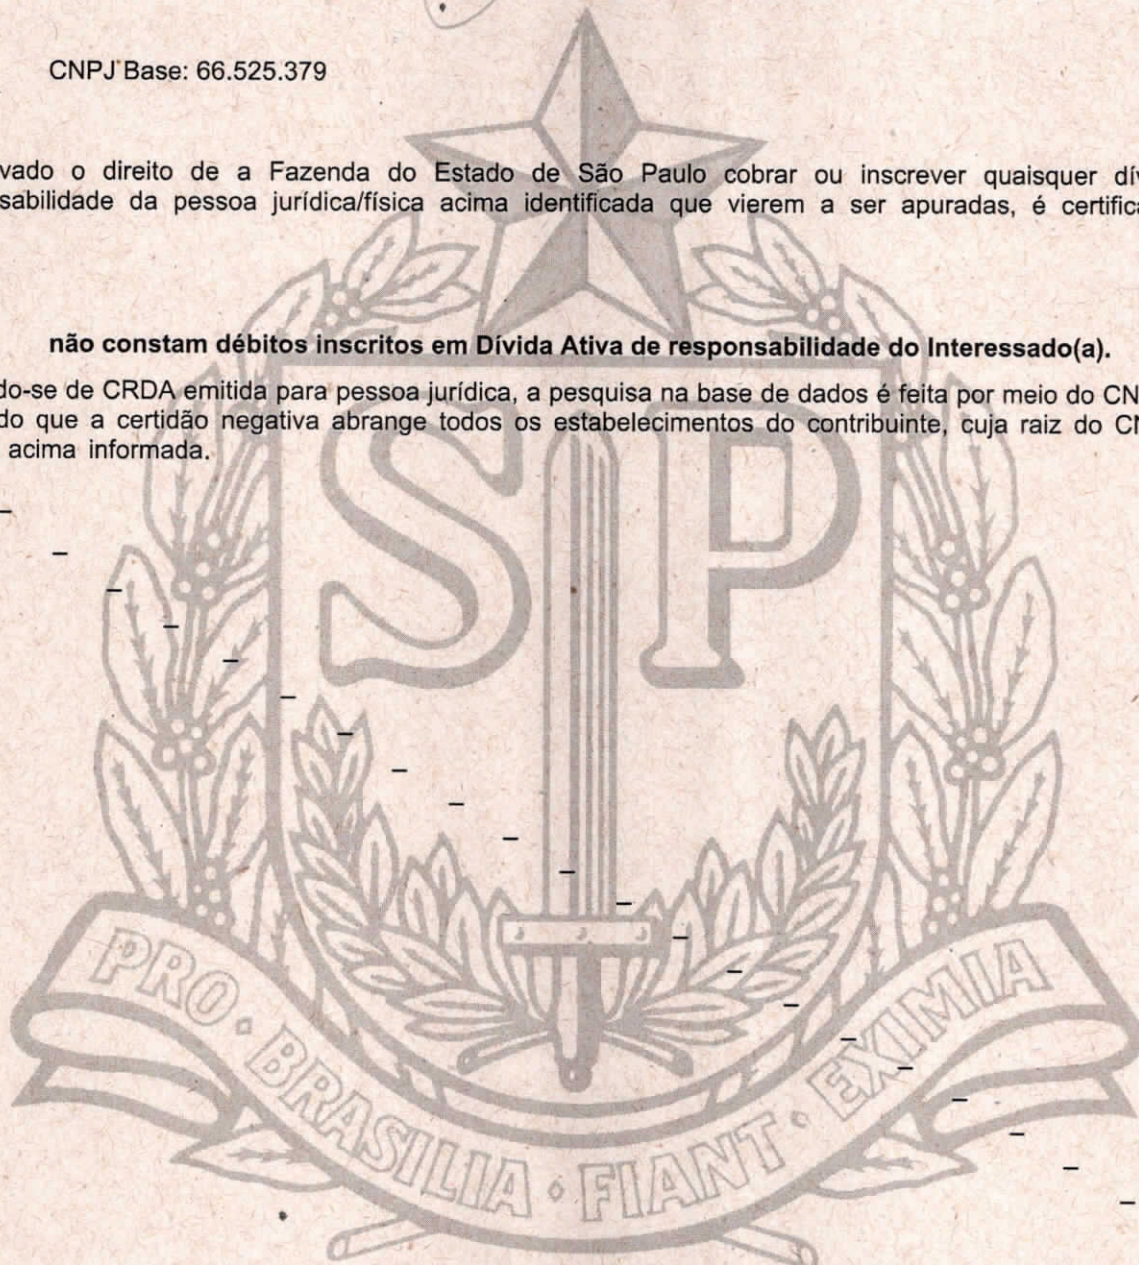 CNPJ Base: 66.525.379
vado o direito de a Fazenda do Estado de São Paulo cobrar ou inscrever quaisquer dív
sabilidade da pessoa jurídica/física acima identificada que vierem a ser apuradas, é certifica
não constam débitos inscritos em Dívida Ativa de responsabilidade do Interessado(a).
do-se de CRDA emitida para pessoa jurídica, a pesquisa na base de dados é feita por meio do CN
do que a certidão negativa abrange todos os estabelecimentos do contribuinte, cuja raiz do CN
acima informada.
SP
PRO · BRASILIA · FIANT · EXIMIA